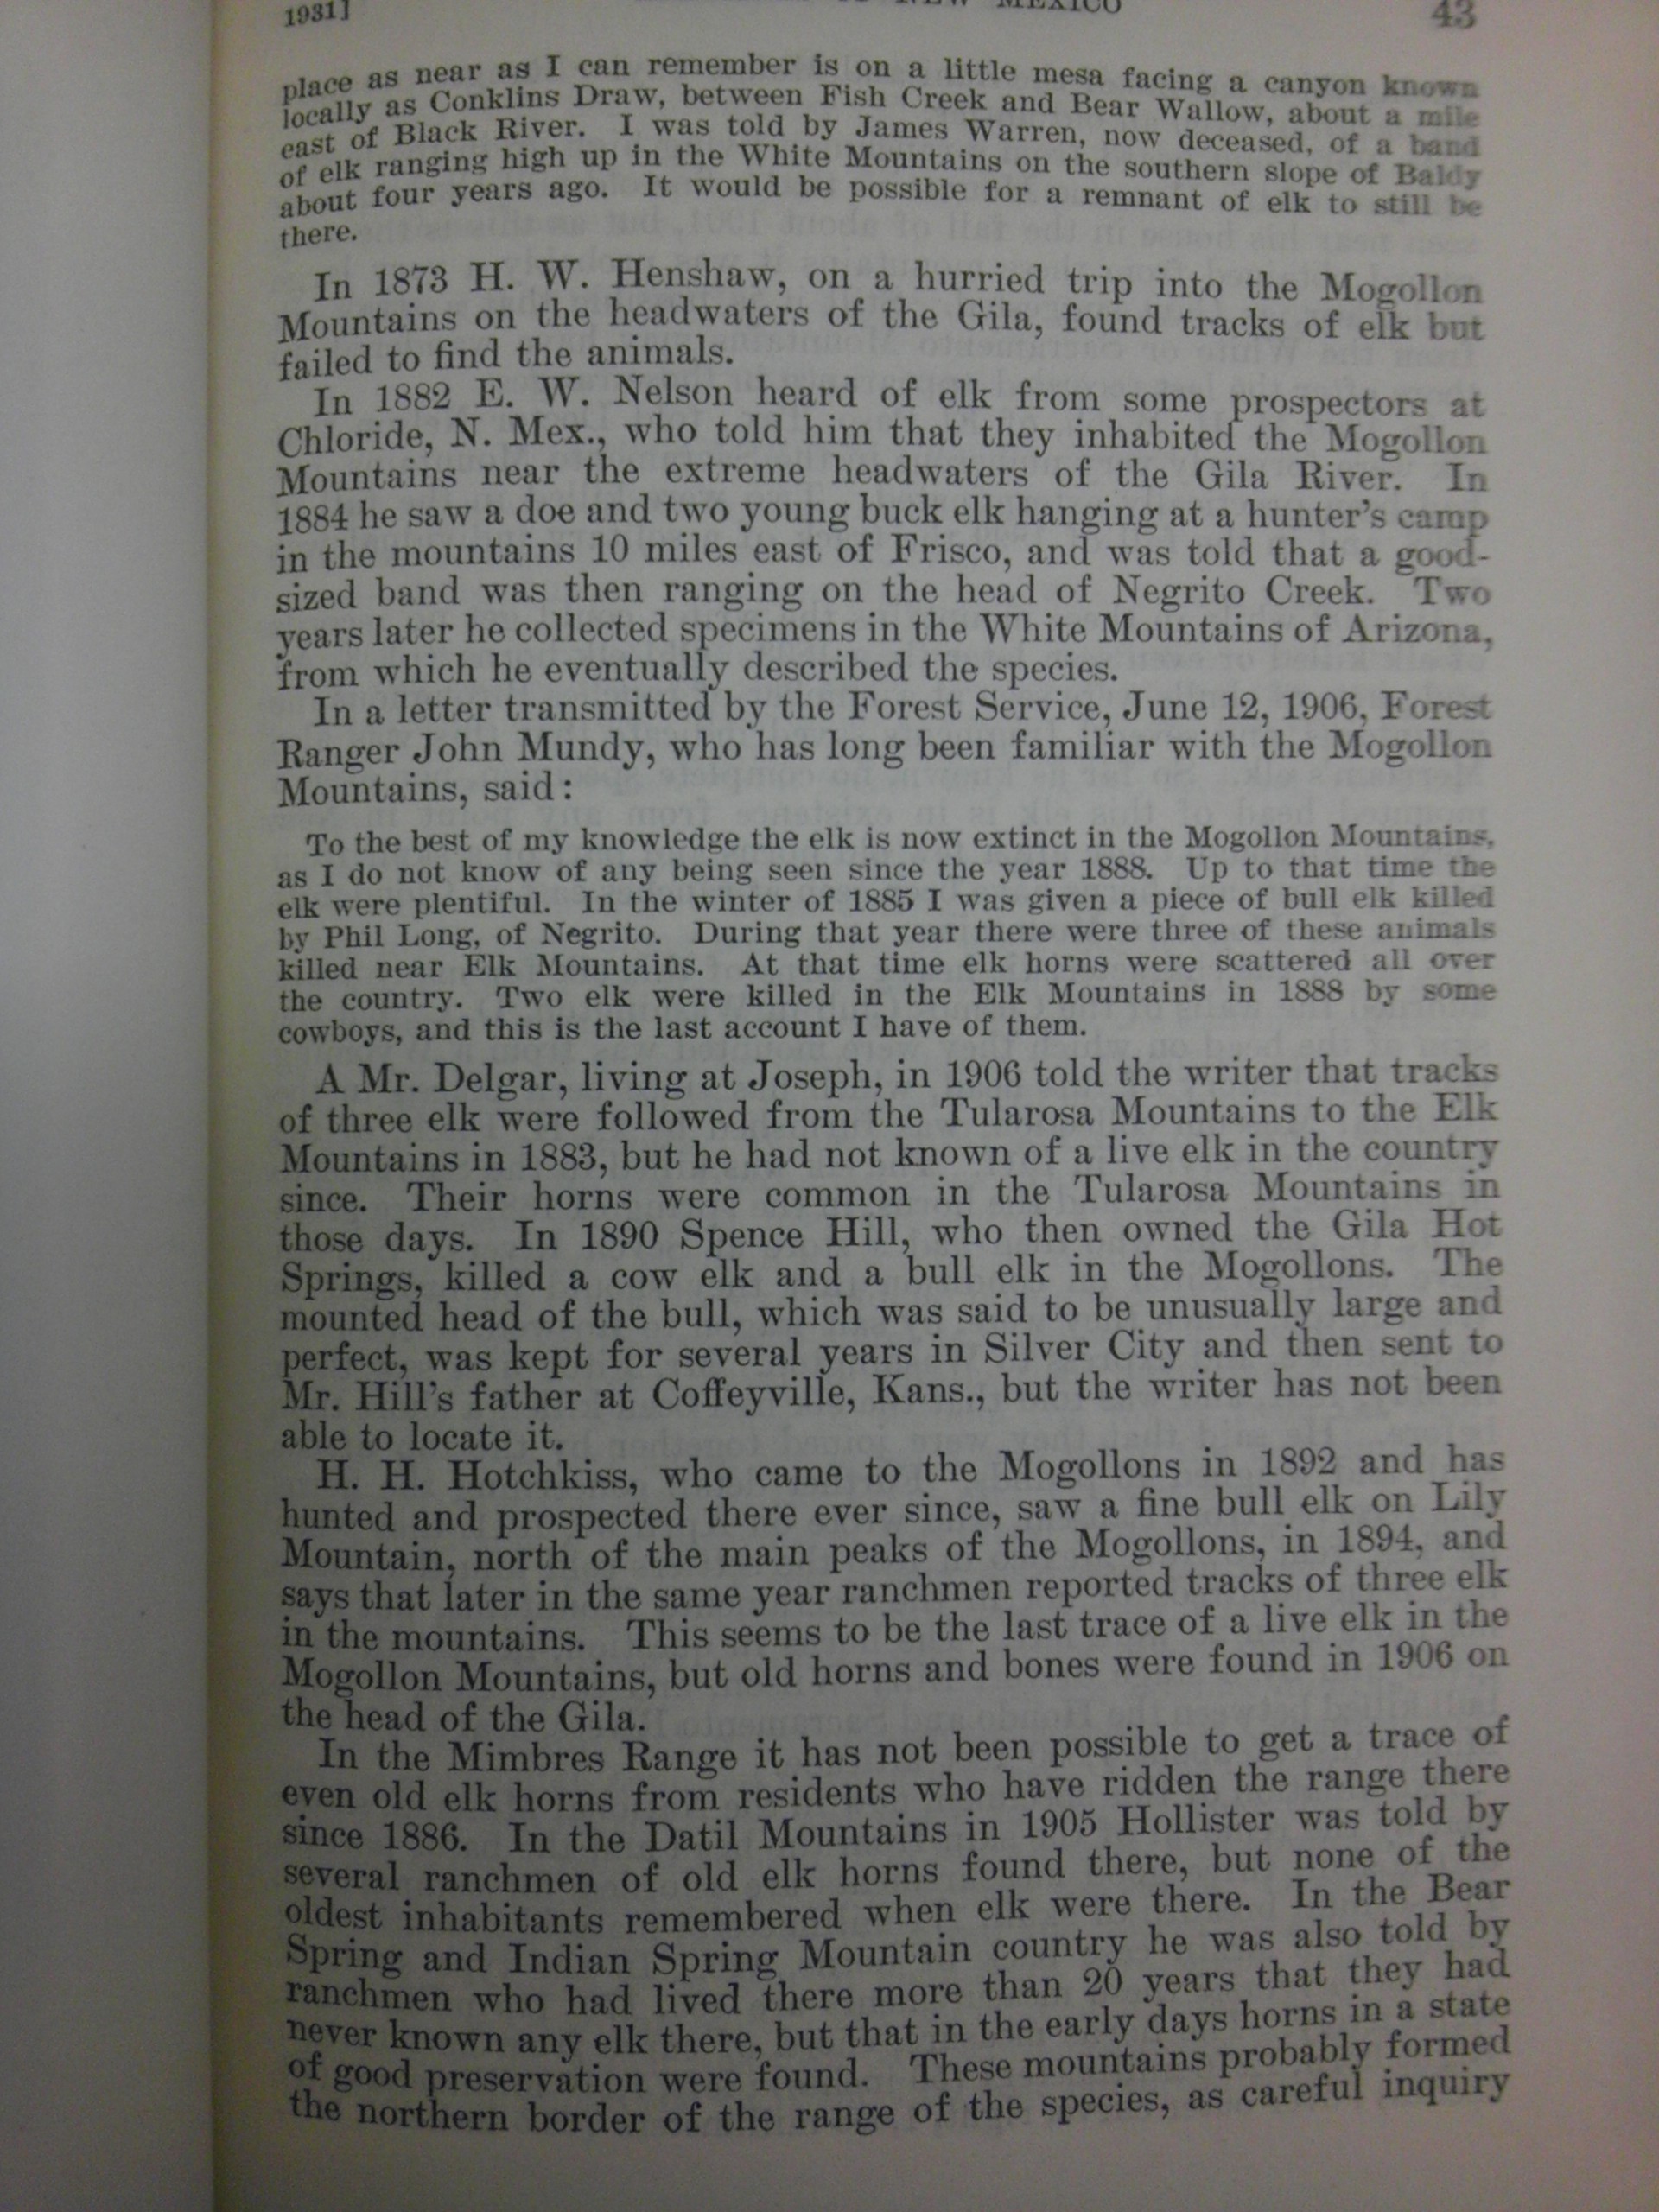 1931] NEW MEXICO 43
place as near as I can remember is on a little mesa facing a canyon known
locally as Conklins Draw, between Fish Creek and Bear Wallow, about a mile
east of Black River. I was told by James Warren, now deceased, of a band
of elk ranging high up in the White Mountains on the southern slope of Baldy
about four years ago. It would be possible for a remnant of elk to still be
there.
In 1873 H. W. Henshaw, on a hurried trip into the Mogollon
Mountains on the headwaters of the Gila, found tracks of elk but
failed to find the animals.
In 1882 E. W. Nelson heard of elk from some prospectors at
Chloride, N. Mex., who told him that they inhabited the Mogollon
Mountains near the extreme headwaters of the Gila River. In
1884 he saw a doe and two young buck elk hanging at a hunter's camp
in the mountains 10 miles east of Frisco, and was told that a good-
sized band was then ranging on the head of Negrito Creek. Two
years later he collected specimens in the White Mountains of Arizona,
from which he eventually described the species.
In a letter transmitted by the Forest Service, June 12, 1906, Forest
Ranger John Mundy, who has long been familiar with the Mogollon
Mountains, said:
To the best of my knowledge the elk is now extinct in the Mogollon Mountains,
as I do not know of any being seen since the year 1888. Up to that time the
elk were plentiful. In the winter of 1885 I was given a piece of bull elk killed
by Phil Long, of Negrito. During that year there were three of these animals
killed near Elk Mountains. At that time elk horns were scattered all over
the country. Two elk were killed in the Elk Mountains in 1888 by some
cowboys, and this is the last account I have of them.
A Mr. Delgar, living at Joseph, in 1906 told the writer that tracks
of three elk were followed from the Tularosa Mountains to the Elk
Mountains in 1883, but he had not known of a live elk in the country
since. Their horns were common in the Tularosa Mountains in
those days. In 1890 Spence Hill, who then owned the Gila Hot
Springs, killed a cow elk and a bull elk in the Mogollons. The
mounted head of the bull, which was said to be unusually large and
perfect, was kept for several years in Silver City and then sent to
Mr. Hill's father at Coffeyville, Kans., but the writer has not been
able to locate it.
H. H. Hotchkiss, who came to the Mogollons in 1892 and has
hunted and prospected there ever since, saw a fine bull elk on Lily
Mountain, north of the main peaks of the Mogollons, in 1894, and
says that later in the same year ranchmen reported tracks of three elk
in the mountains. This seems to be the last trace of a live elk in the
Mogollon Mountains, but old horns and bones were found in 1906 on
the head of the Gila.
In the Mimbres Range it has not been possible to get a trace of
even old elk horns from residents who have ridden the range there
since 1886. In the Datil Mountains in 1905 Hollister was told by
several ranchmen of old elk horns found there, but none of the
oldest inhabitants remembered when elk were there. In the Bear
Spring and Indian Spring Mountain country he was also told by
ranchmen who had lived there more than 20 years that they had
never known any elk there, but that in the early days horns in a state
of good preservation were found. These mountains probably formed
the northern border of the range of the species, as careful inquiry